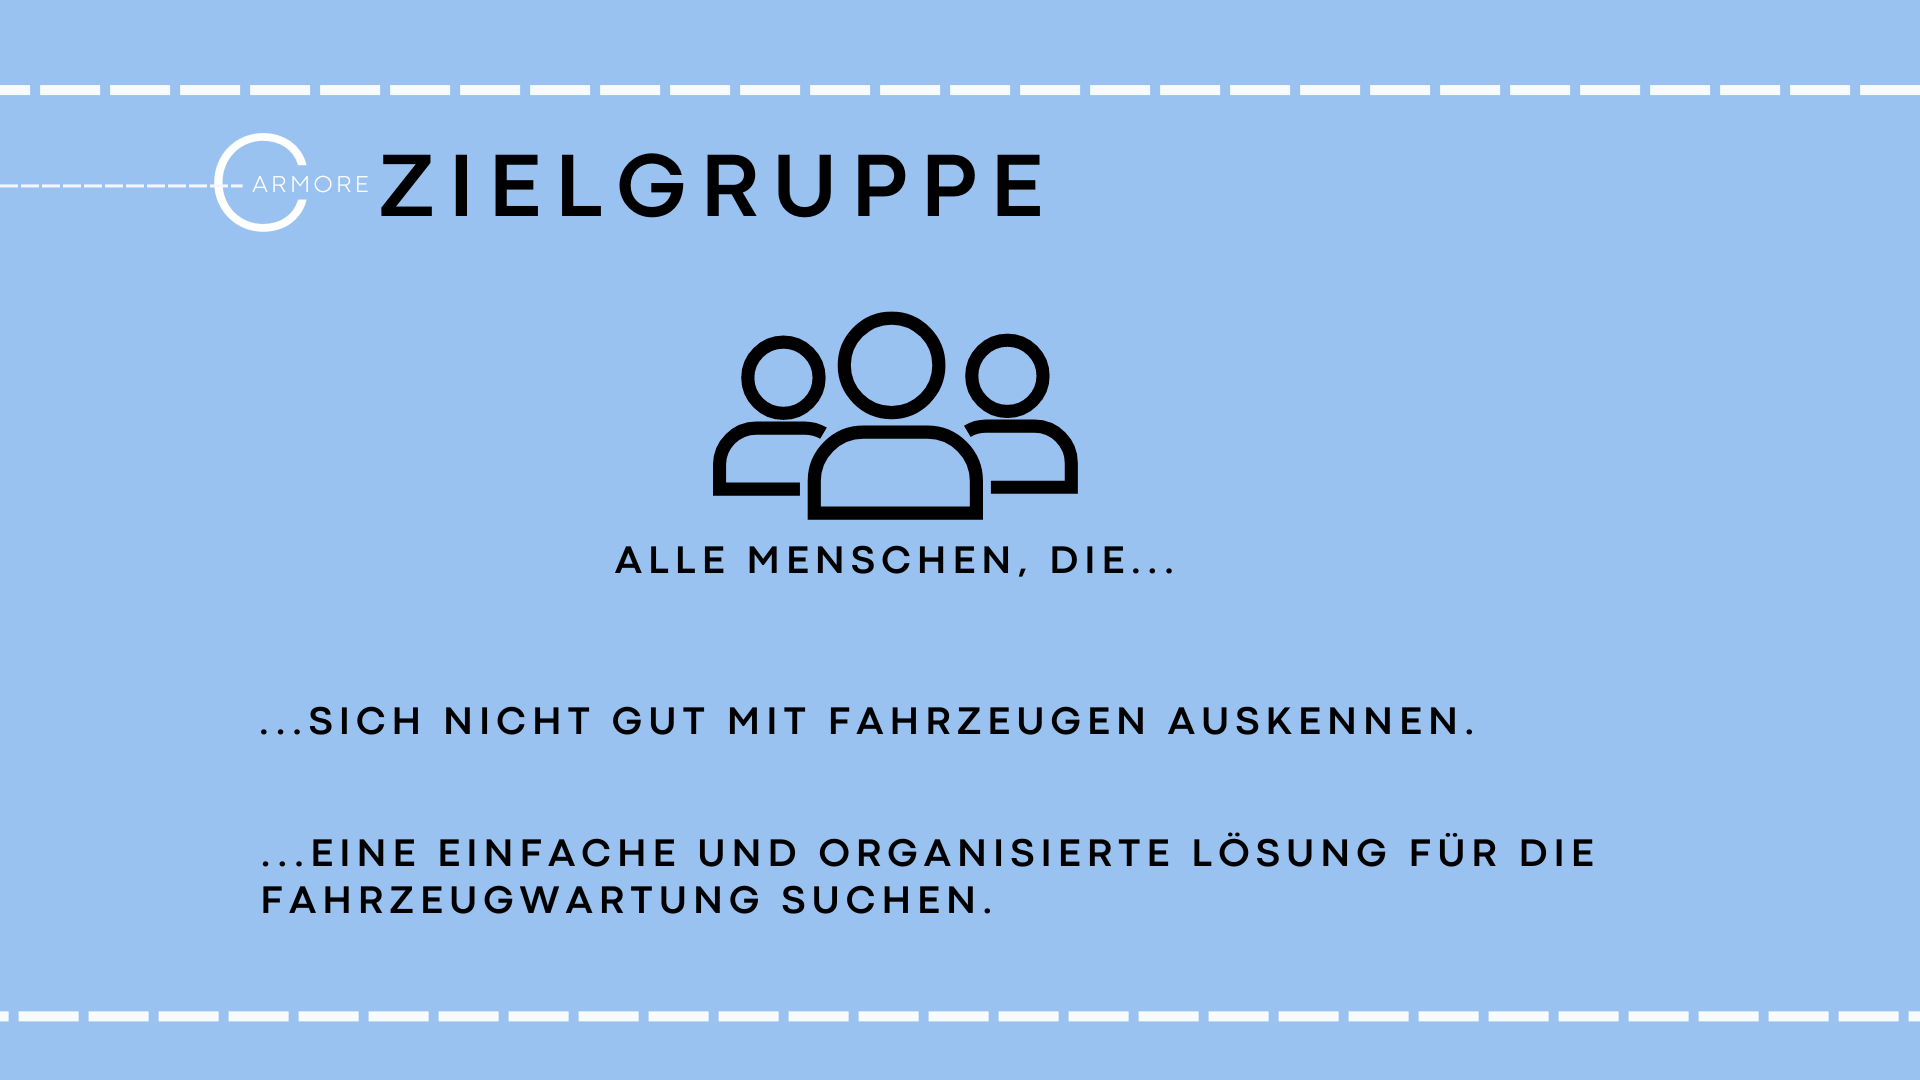 CARMORE
ZIELGRUPPE
ALLE MENSCHEN, DIE...
...SICH NICHT GUT MIT FAHRZEUGEN AUSKENNEN.
...EINE EINFACHE UND ORGANISIERTE LÖSUNG FÜR DIE
FAHRZEUGWARTUNG SUCHEN.